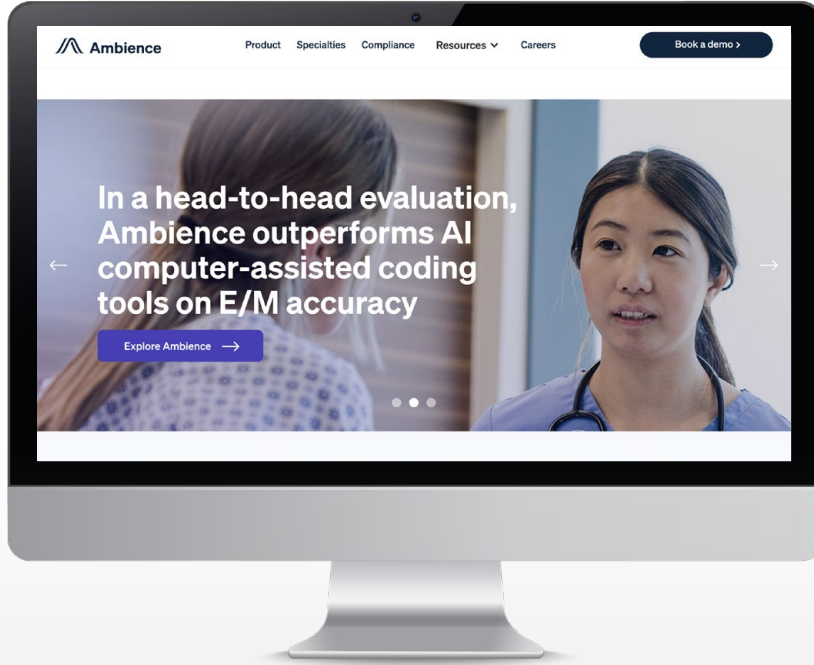 Ambience
Product Specialties Compliance Resources Careers
Book a demo >
In a head-to-head evaluation,
Ambience outperforms AI
computer-assisted coding
tools on E/M accuracy
Explore Ambience →